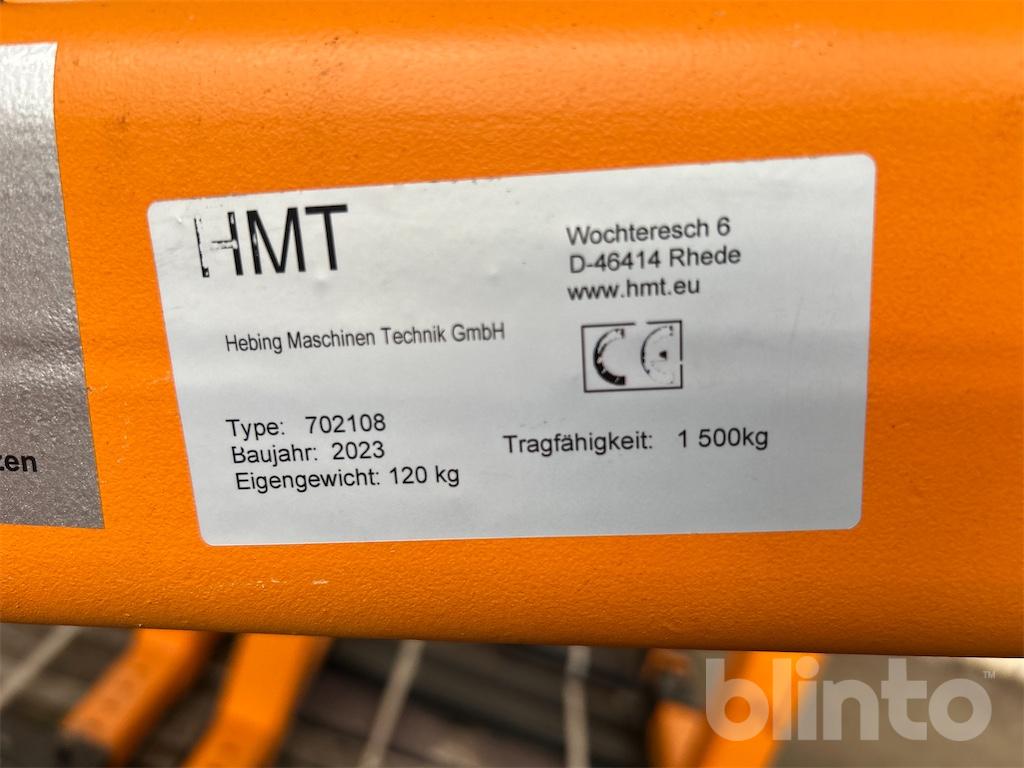 HMT
Wochteresch 6
D-46414 Rhede
www.hmt.eu
Hebing Maschinen Technik GmbH
CE
Type: 702108
Baujahr: 2023
Eigengewicht: 120 kg
Tragfähigkeit: 1 500kg
zen
blinto™